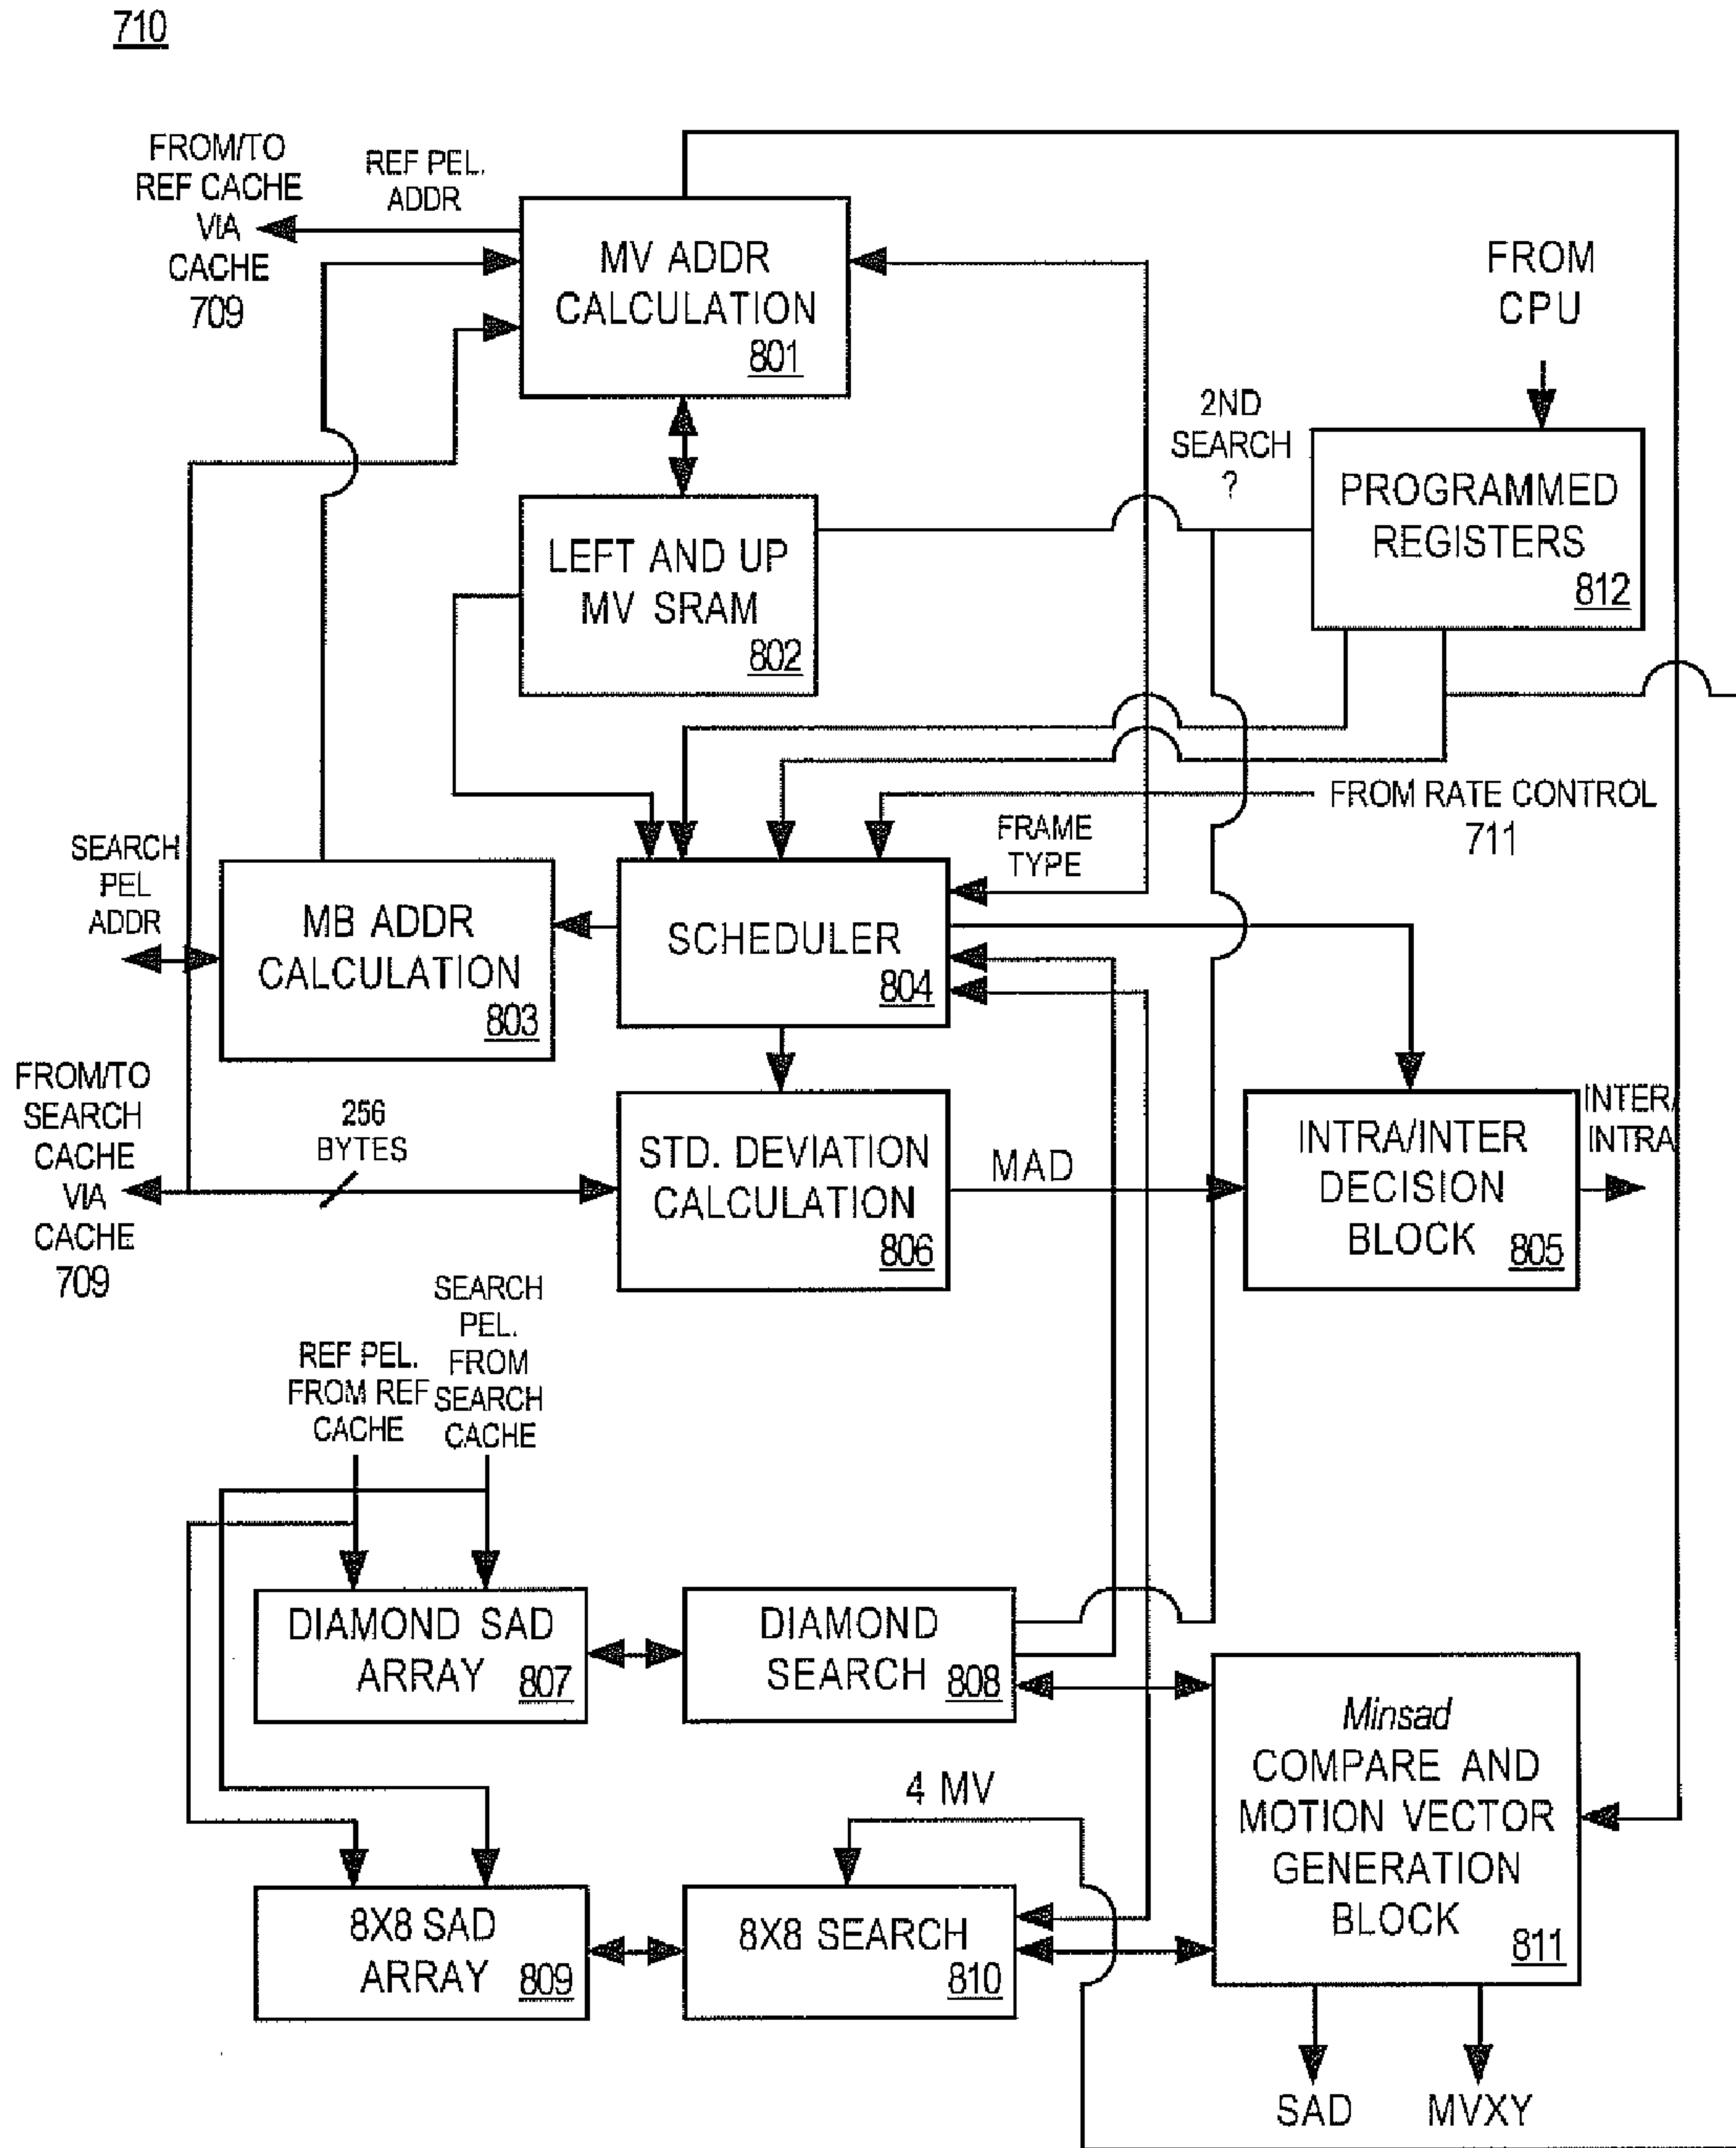 710
FROM/TO
REF CACHE
VIA
CACHE
709
REF PEL.
ADDR
MV ADDR
CALCULATION
801
FROM
CPU
2ND
SEARCH
?
PROGRAMMED
REGISTERS
812
LEFT AND UP
MV SRAM
802
FROM RATE CONTROL
711
FRAME
TYPE
SEARCH
PEL
ADDR
MB ADDR
CALCULATION
803
SCHEDULER
804
FROM/TO
SEARCH
CACHE
VIA
CACHE
709
256
BYTES
STD. DEVIATION
CALCULATION
806
MAD
INTRA/INTER
DECISION
BLOCK
805
INTER/
INTRA
REF PEL.
FROM REF
CACHE
SEARCH
PEL.
FROM
SEARCH
CACHE
DIAMOND SAD
ARRAY
807
DIAMOND
SEARCH
808
Minsad
COMPARE AND
MOTION VECTOR
GENERATION
BLOCK
811
4 MV
8X8 SAD
ARRAY
809
8X8 SEARCH
810
SAD
MVXY